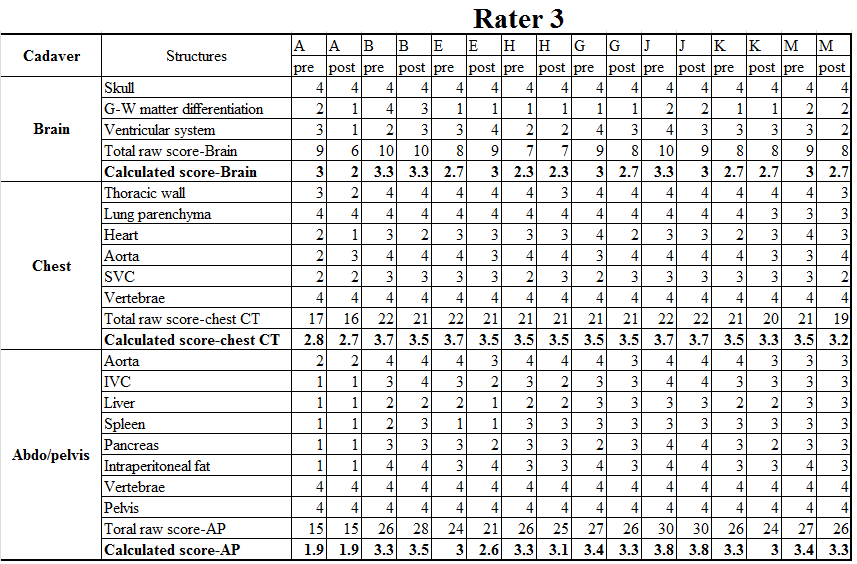 Rater 3
Cadaver Structures A A B B E E H H G G J J K K M M
pre post pre post pre post pre post pre post pre post pre post pre post
Brain
Skull 4 4 4 4 4 4 4 4 4 4 4 4 4 4 4 4
G-W matter differentiation 2 1 4 3 1 1 1 1 1 1 2 2 1 1 2 2
Ventricular system 3 1 2 3 3 4 2 2 4 3 4 3 3 3 3 2
Total raw score-Brain 9 6 10 10 8 9 7 7 9 8 10 9 8 8 9 8
Calculated score-Brain 3 2 3.3 3.3 2.7 3 2.3 2.3 3 2.7 3.3 3 2.7 2.7 3 2.7
Chest
Thoracic wall 3 2 4 4 4 4 4 3 4 4 4 4 4 4 4 3
Lung parenchyma 4 4 4 4 4 4 4 4 4 4 4 4 4 3 3 3
Heart 2 1 3 2 3 3 3 3 4 2 3 3 2 3 4 3
Aorta 2 3 4 4 4 3 4 4 3 4 4 4 4 3 3 4
SVC 2 2 3 3 3 3 2 3 2 3 3 3 3 3 3 2
Vertebrae 4 4 4 4 4 4 4 4 4 4 4 4 4 4 4 4
Total raw score-chest CT 17 16 22 21 22 21 21 21 21 21 22 22 21 20 21 19
Calculated score-chest CT 2.8 2.7 3.7 3.5 3.7 3.5 3.5 3.5 3.5 3.5 3.7 3.7 3.5 3.3 3.5 3.2
Abdo/pelvis
Aorta 2 2 4 4 4 3 4 4 4 3 4 4 4 3 3 3
IVC 1 1 3 4 3 2 3 2 3 3 4 4 3 3 3 3
Liver 1 1 2 2 2 1 2 2 3 3 3 3 2 2 3 3
Spleen 1 1 2 3 1 1 3 3 3 3 3 3 3 3 3 3
Pancreas 1 1 3 3 3 2 3 3 2 3 4 4 3 2 3 3
Intraperitoneal fat 1 1 4 4 3 4 3 3 4 3 4 4 3 3 4 3
Vertebrae 4 4 4 4 4 4 4 4 4 4 4 4 4 4 4 4
Pelvis 4 4 4 4 4 4 4 4 4 4 4 4 4 4 4 4
Toral raw score-AP 15 15 26 28 24 21 26 25 27 26 30 30 26 24 27 26
Calculated score-AP 1.9 1.9 3.3 3.5 3 2.6 3.3 3.1 3.4 3.3 3.8 3.8 3.3 3 3.4 3.3